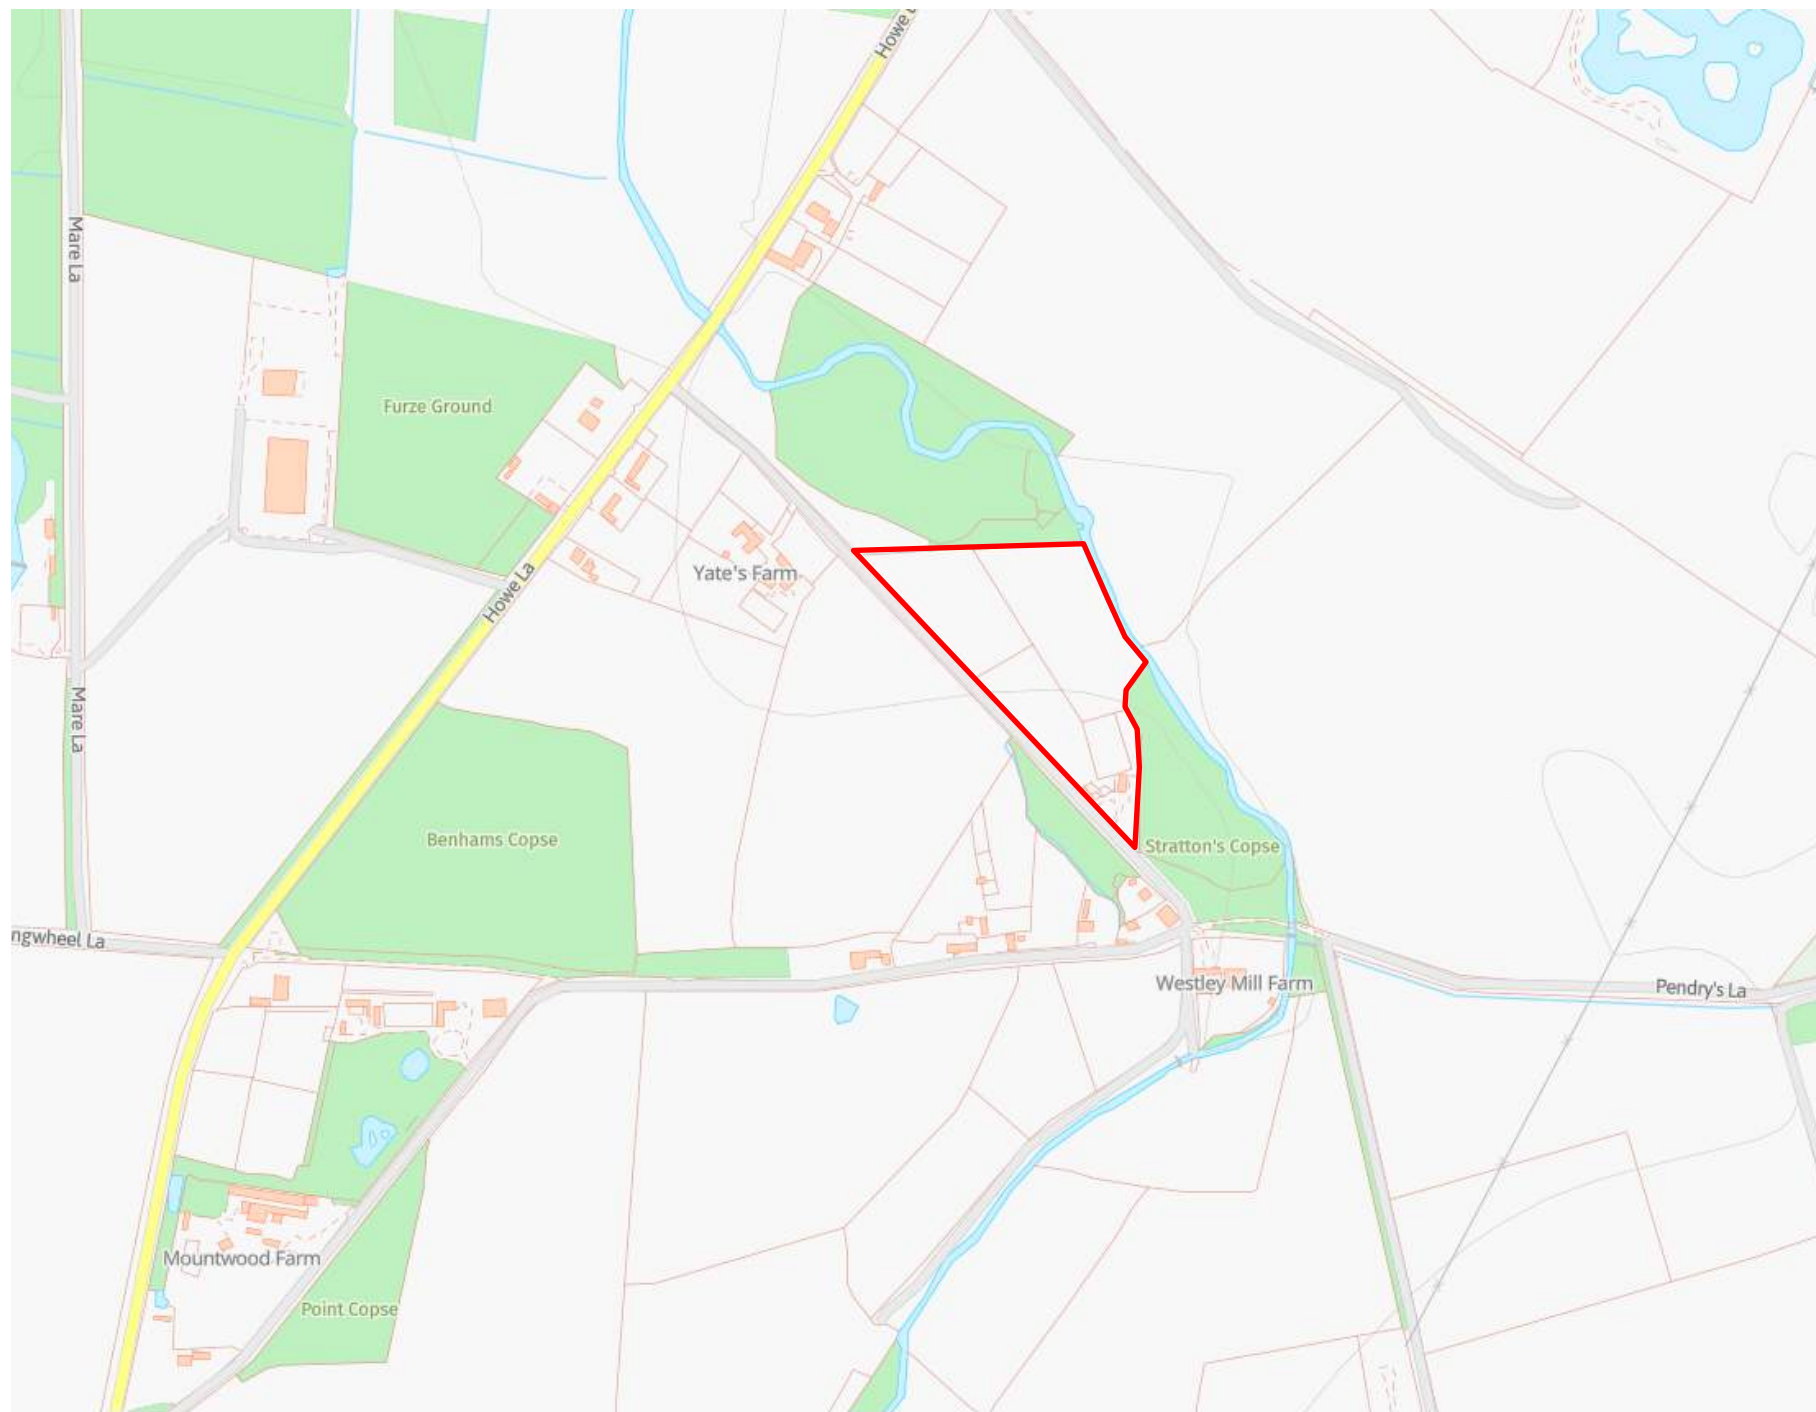 Howe L
Mare La
Furze Ground
Yate's Farm
Howe La
Mare La
Benhams Copse
Stratton's Copse
ngwheel La
Westley Mill Farm
Pendry's La
Mountwood Farm
Point Copse